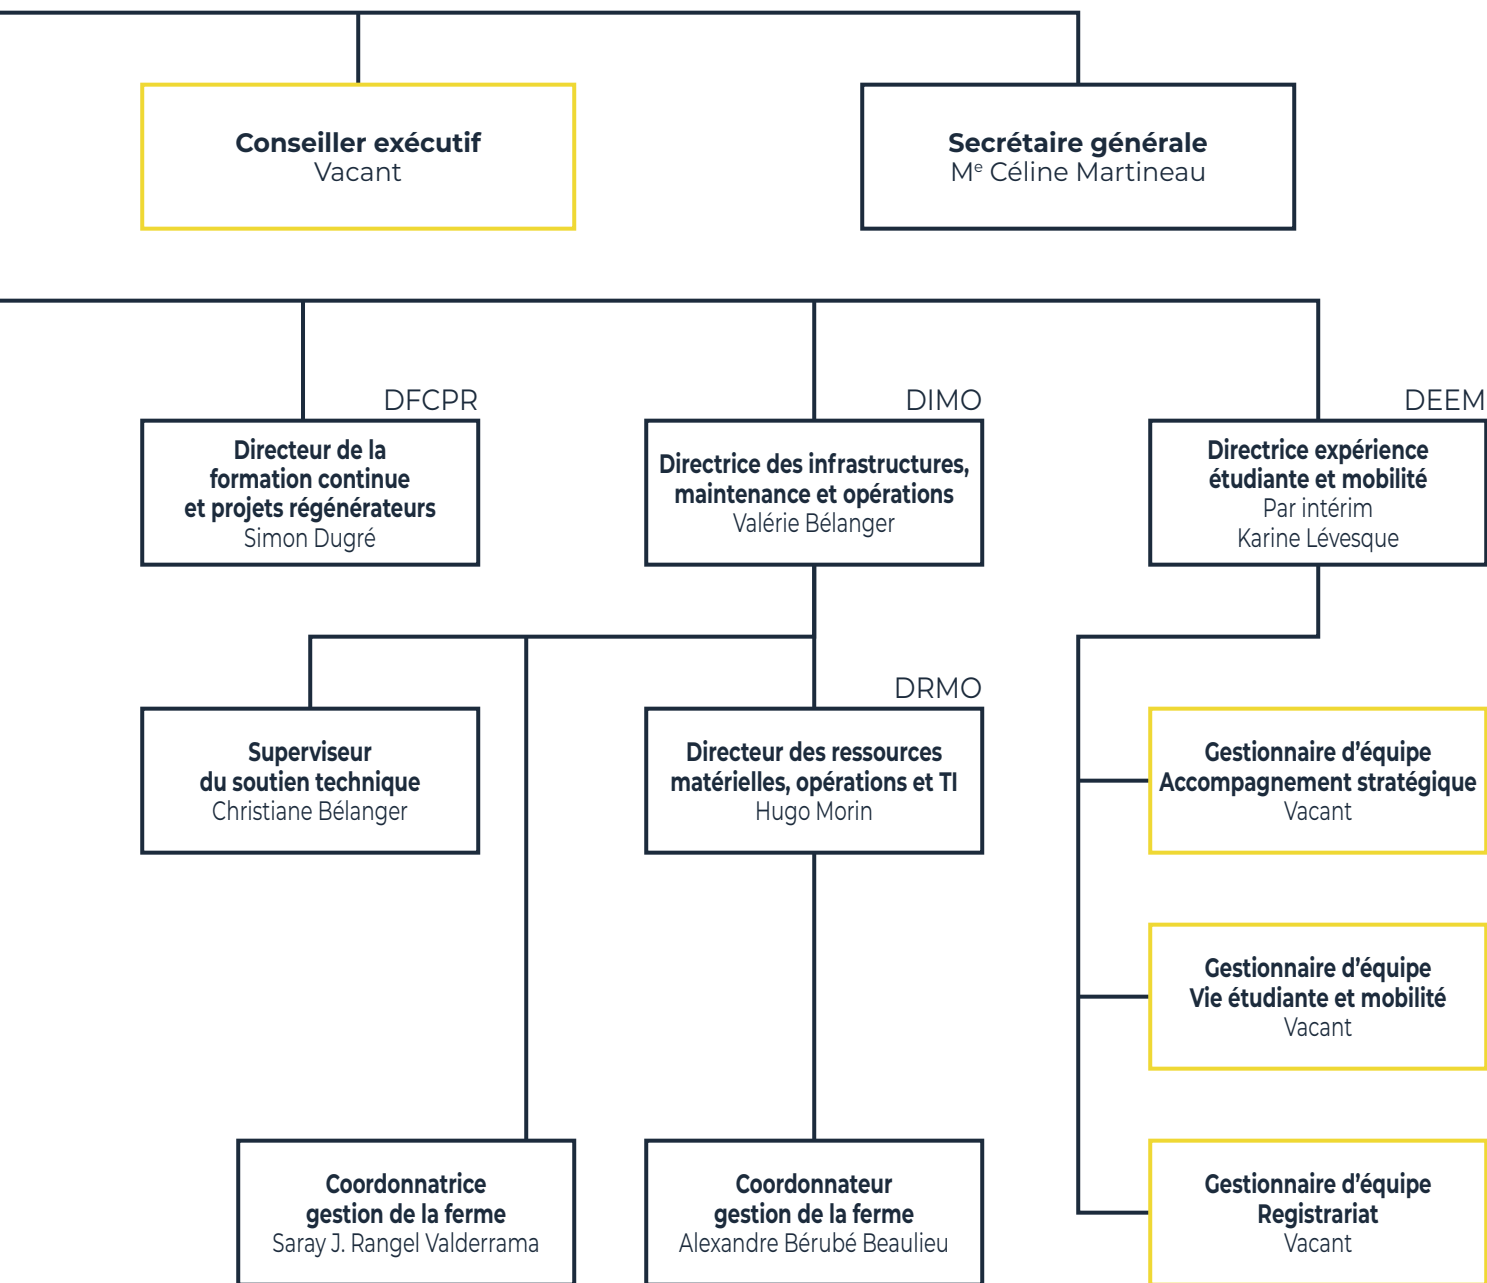 Conseiller exécutif
Vacant
Secrétaire générale
Me Céline Martineau
DFCPR
Directeur de la
formation continue
et projets régénérateurs
Simon Dugré
DIMO
Directrice des infrastructures,
maintenance et opérations
Valérie Bélanger
DEEM
Directrice expérience
étudiante et mobilité
Par intérim
Karine Lévesque
Superviseur
du soutien technique
Christiane Bélanger
DRMO
Directeur des ressources
matérielles, opérations et TI
Hugo Morin
Gestionnaire d’équipe
Accompagnement stratégique
Vacant
Gestionnaire d’équipe
Vie étudiante et mobilité
Vacant
Coordonnatrice
gestion de la ferme
Saray J. Rangel Valderrama
Coordonnateur
gestion de la ferme
Alexandre Bérubé Beaulieu
Gestionnaire d’équipe
Registrariat
Vacant